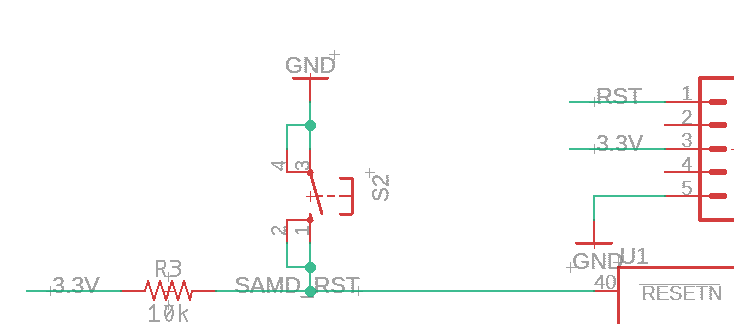 GND
RST
1
2
3.3V
3
4
3
4
S2
5
2
1
GND
U1
R3
3.3V
SAMD_RST
40
RESETN
10k